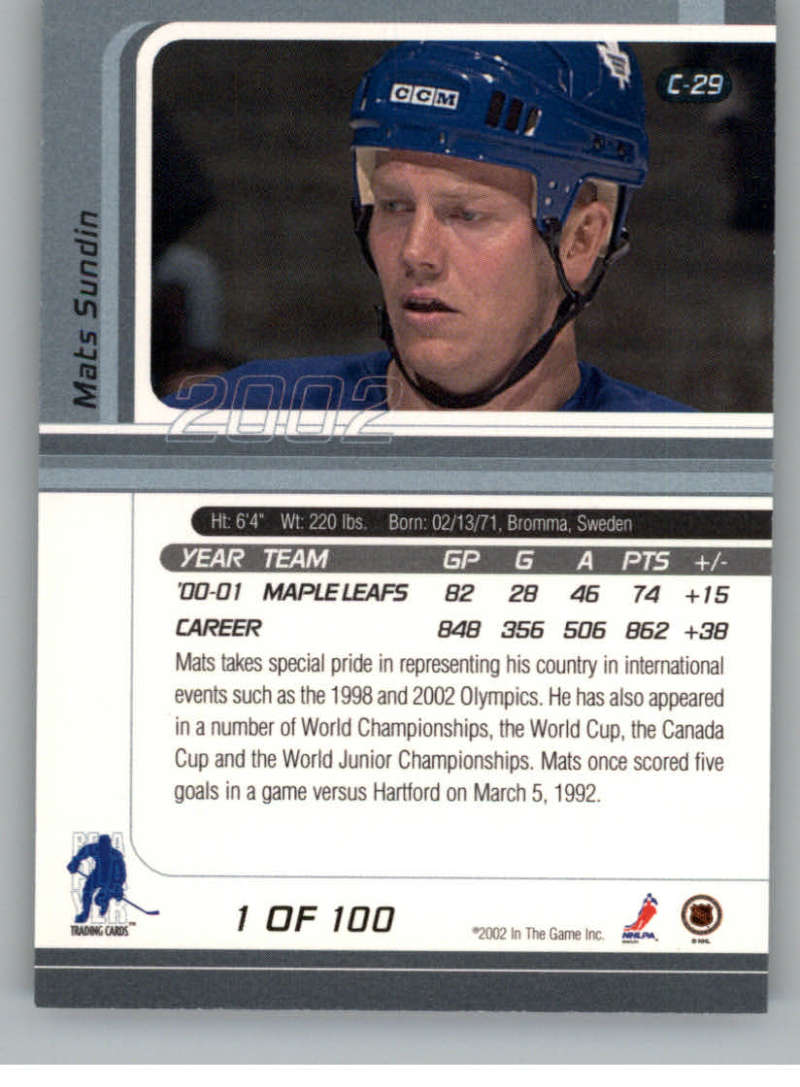 CCM
C-29
Mats Sundin
2002
Ht: 6'4" Wt: 220 lbs. Born: 02/13/71, Bromma, Sweden
YEAR TEAM GP G A PTS +/-
'00-01 MAPLE LEAFS 82 28 46 74 +15
CAREER 848 356 506 862 +38
Mats takes special pride in representing his country in international
events such as the 1998 and 2002 Olympics. He has also appeared
in a number of World Championships, the World Cup, the Canada
Cup and the World Junior Championships. Mats once scored five
goals in a game versus Hartford on March 5, 1992.
BE A
PLAYER
TRADING CARDS™
1 OF 100
©2002 In The Game Inc.
NHLPA
© NHL